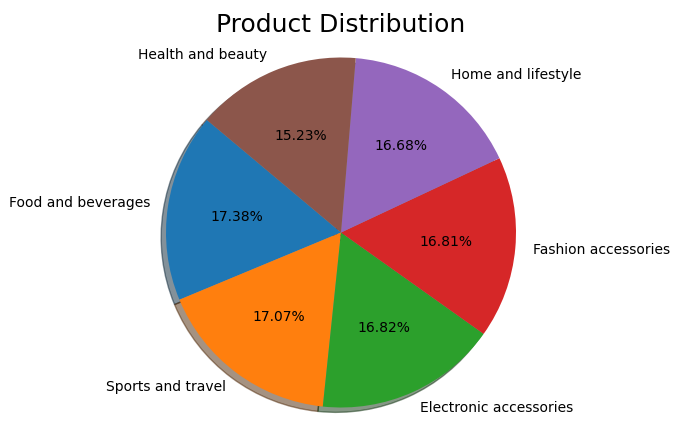 Product Distribution
Health and beauty
Home and lifestyle
15.23%
16.68%
Food and beverages
17.38%
16.81%
Fashion accessories
17.07%
16.82%
Sports and travel
Electronic accessories